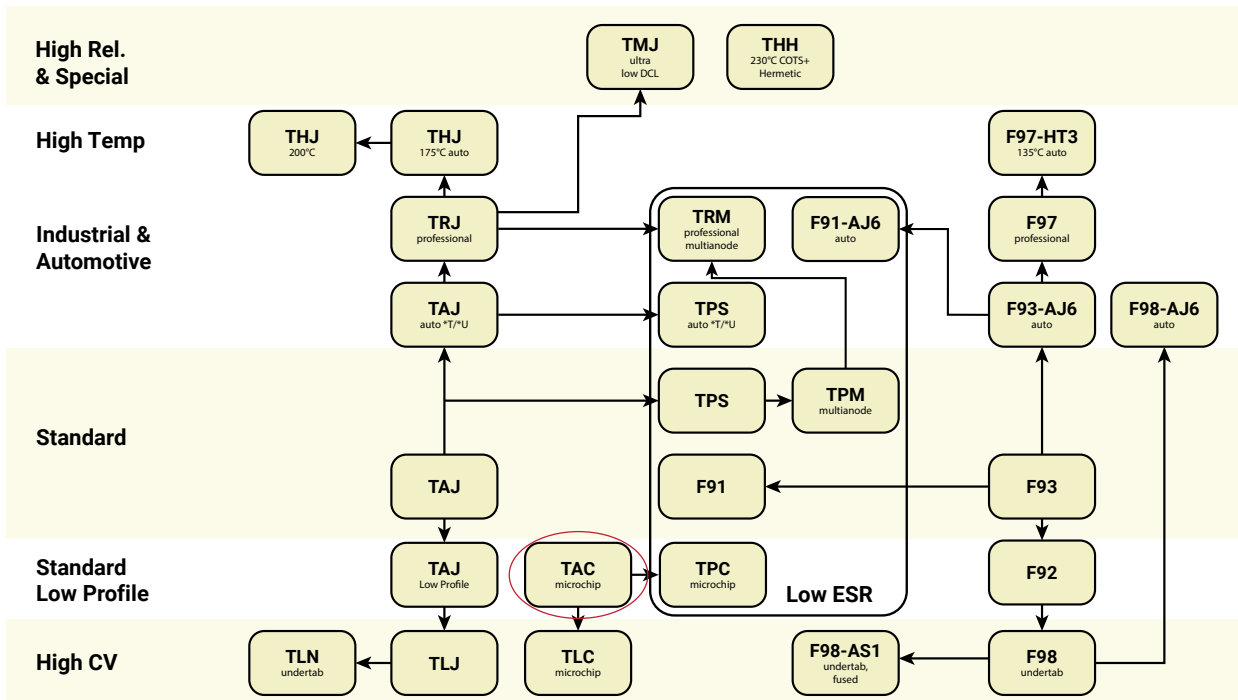 High Rel.
& Special
TMJ
ultra
low DCL
THH
230°C COTS+
Hermetic
High Temp
THJ
200°C
THJ
175°C auto
F97-HT3
135°C auto
Industrial &
Automotive
TRJ
professional
TRM
professional
multianode
F91-AJ6
auto
F97
professional
TAJ
auto *T/*U
TPS
auto *T/*U
F93-AJ6
auto
F98-AJ6
auto
Standard
TPS
TPM
multianode
TAJ
F91
F93
Standard
Low Profile
TAJ
Low Profile
TAC
microchip
TPC
microchip
Low ESR
F92
High CV
TLN
undertab
TLJ
TLC
microchip
F98-AS1
undertab,
fused
F98
undertab